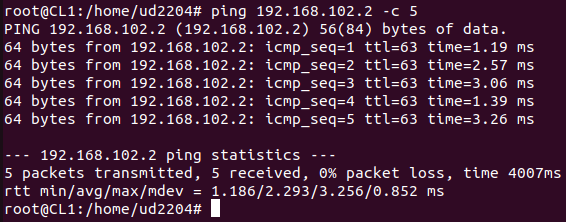 root@CL1:/home/ud2204# ping 192.168.102.2 -c 5
PING 192.168.102.2 (192.168.102.2) 56(84) bytes of data.
64 bytes from 192.168.102.2: icmp_seq=1 ttl=63 time=1.19 ms
64 bytes from 192.168.102.2: icmp_seq=2 ttl=63 time=2.57 ms
64 bytes from 192.168.102.2: icmp_seq=3 ttl=63 time=3.06 ms
64 bytes from 192.168.102.2: icmp_seq=4 ttl=63 time=1.39 ms
64 bytes from 192.168.102.2: icmp_seq=5 ttl=63 time=3.26 ms
--- 192.168.102.2 ping statistics ---
5 packets transmitted, 5 received, 0% packet loss, time 4007ms
rtt min/avg/max/mdev = 1.186/2.293/3.256/0.852 ms
root@CL1:/home/ud2204#